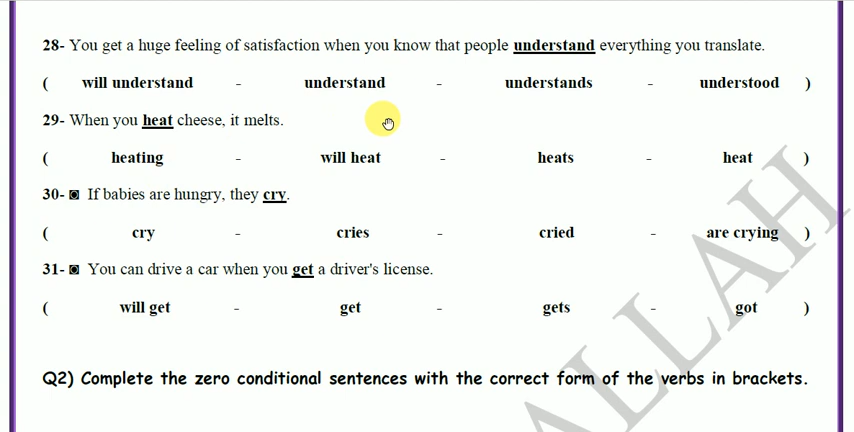 28- You get a huge feeling of satisfaction when you know that people understand everything you translate.
( will understand - understand - understands - understood )
29- When you heat cheese, it melts.
( heating - will heat - heats - heat )
30- ◙ If babies are hungry, they cry.
( cry - cries - cried - are crying )
31- ◙ You can drive a car when you get a driver's license.
( will get - get - gets - got )
Q2) Complete the zero conditional sentences with the correct form of the verbs in brackets.
ALLAH